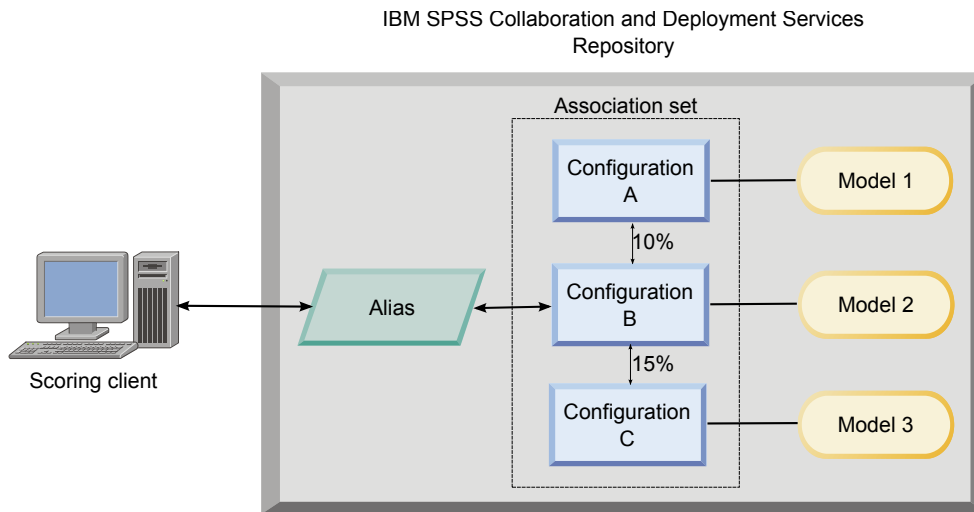 IBM SPSS Collaboration and Deployment Services
Repository
Association set
Configuration
A
Model 1
10%
Scoring client
Alias
Configuration
B
Model 2
15%
Configuration
C
Model 3